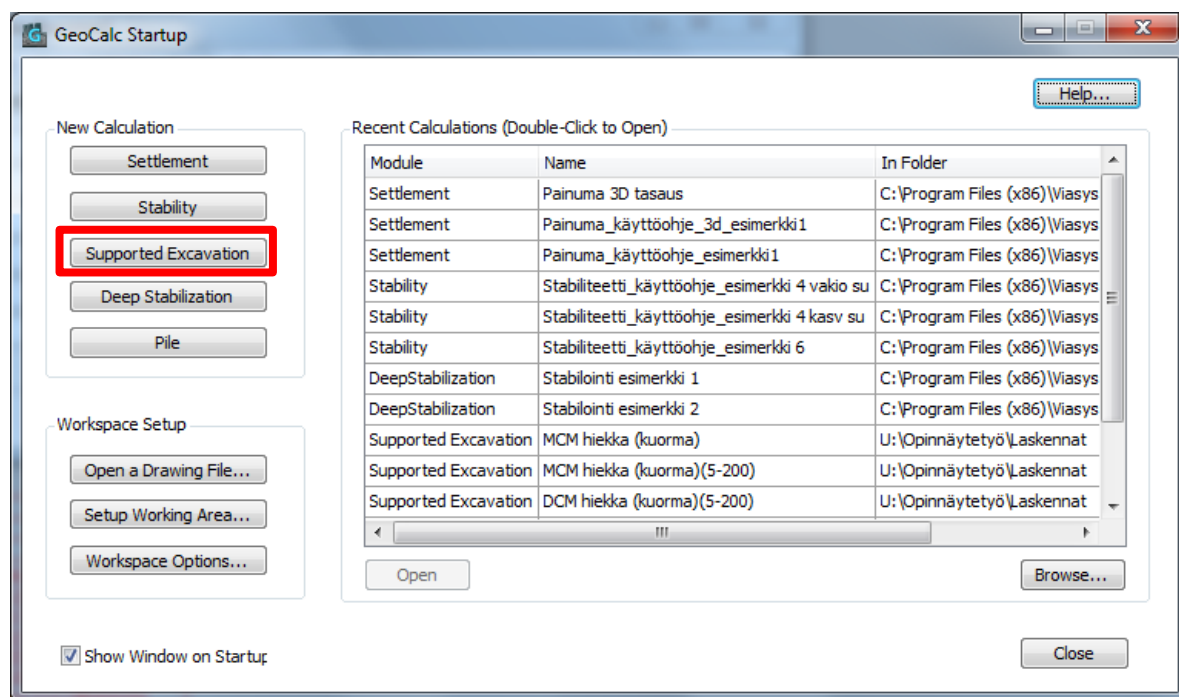 GeoCalc Startup
Help...
New Calculation
Settlement
Stability
Supported Excavation
Deep Stabilization
Pile
Workspace Setup
Open a Drawing File...
Setup Working Area...
Workspace Options...
Show Window on Startup
Recent Calculations (Double-Click to Open)
Module Name In Folder
Settlement Painuma 3D tasaus C:\Program Files (x86)\Viasys
Settlement Painuma_käyttöohje_3d_esimerkki1 C:\Program Files (x86)\Viasys
Settlement Painuma_käyttöohje_esimerkki1 C:\Program Files (x86)\Viasys
Stability Stabiliteetti_käyttöohje_esimerkki 4 vakio su C:\Program Files (x86)\Viasys
Stability Stabiliteetti_käyttöohje_esimerkki 4 kasv su C:\Program Files (x86)\Viasys
Stability Stabiliteetti_käyttöohje_esimerkki 6 C:\Program Files (x86)\Viasys
DeepStabilization Stabilointi esimerkki 1 C:\Program Files (x86)\Viasys
DeepStabilization Stabilointi esimerkki 2 C:\Program Files (x86)\Viasys
Supported Excavation MCM hiekka (kuorma) U:\Opinnäytetyö\Laskennat
Supported Excavation MCM hiekka (kuorma)(5-200) U:\Opinnäytetyö\Laskennat
Supported Excavation DCM hiekka (kuorma)(5-200) U:\Opinnäytetyö\Laskennat
Open
Browse...
Close